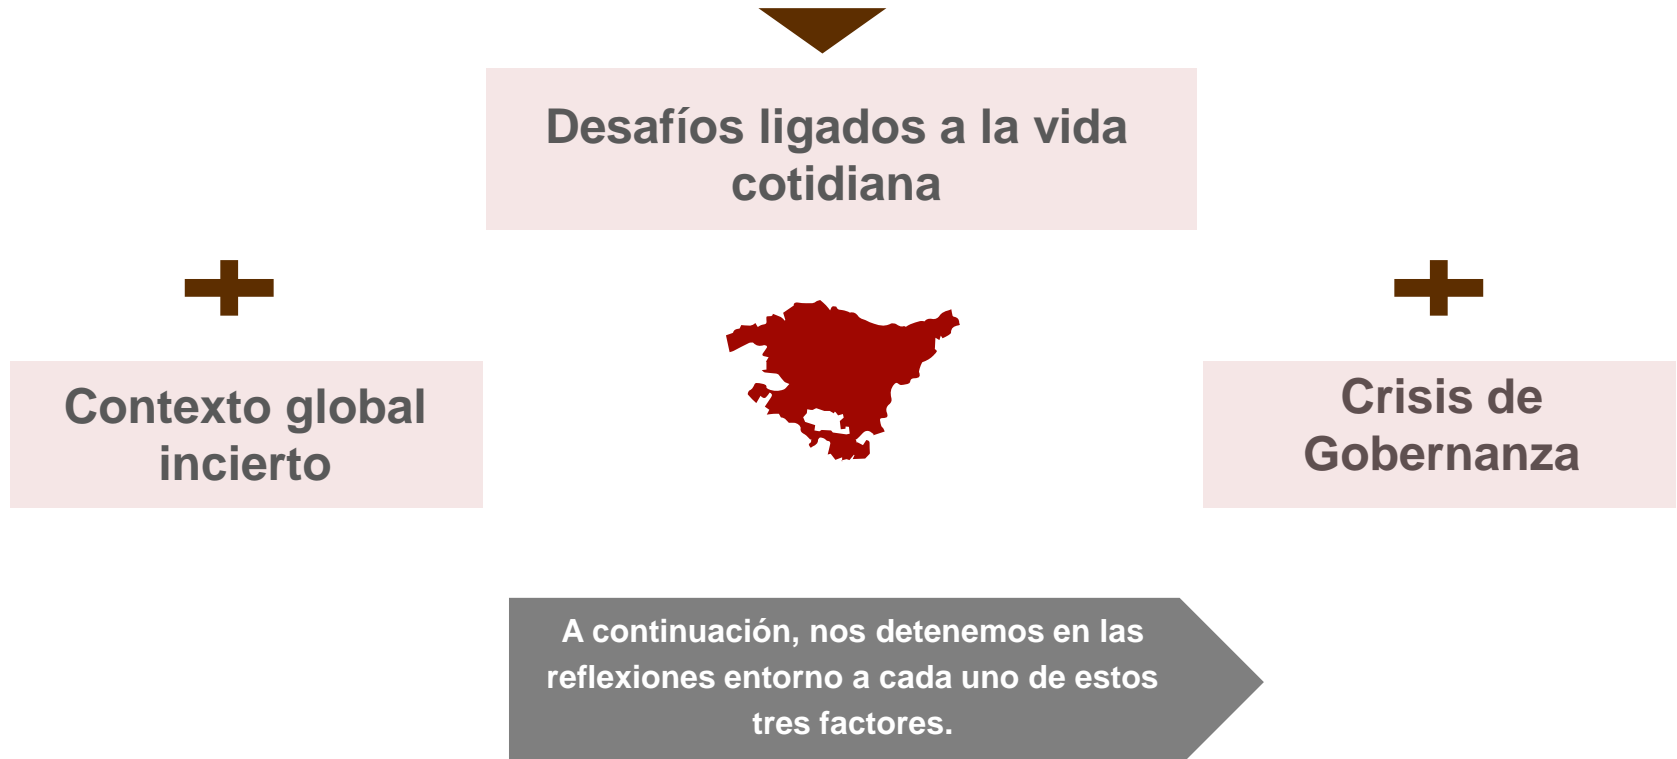 Desafíos ligados a la vida
cotidiana
Contexto global
incierto
Crisis de
Gobernanza
A continuación, nos detenemos en las
reflexiones entorno a cada uno de estos
tres factores.